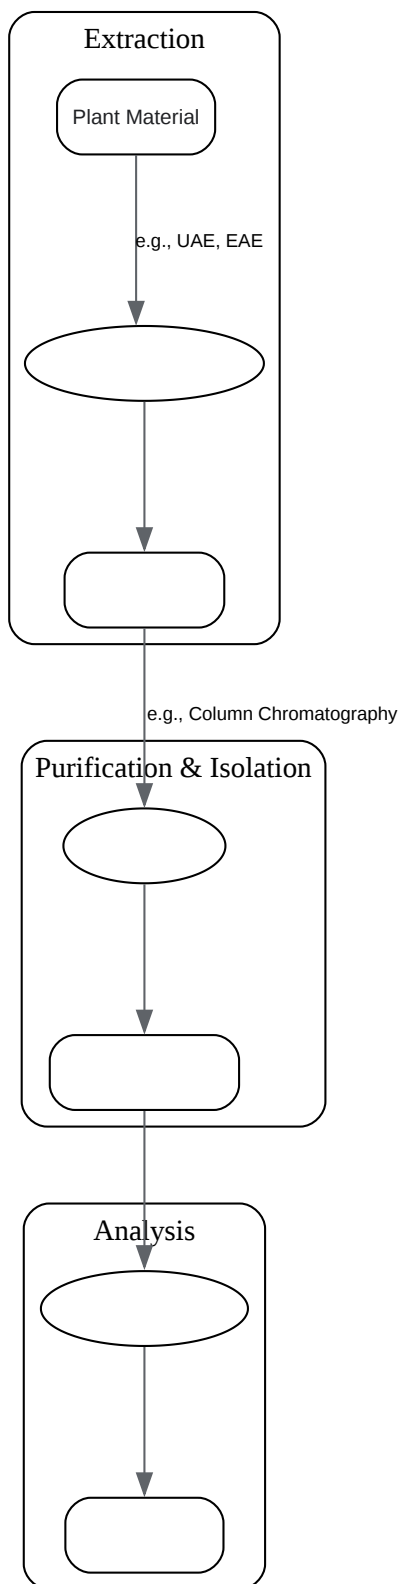 Extraction
Plant Material
e.g., UAE, EAE
e.g., Column Chromatography
Purification & Isolation
Analysis